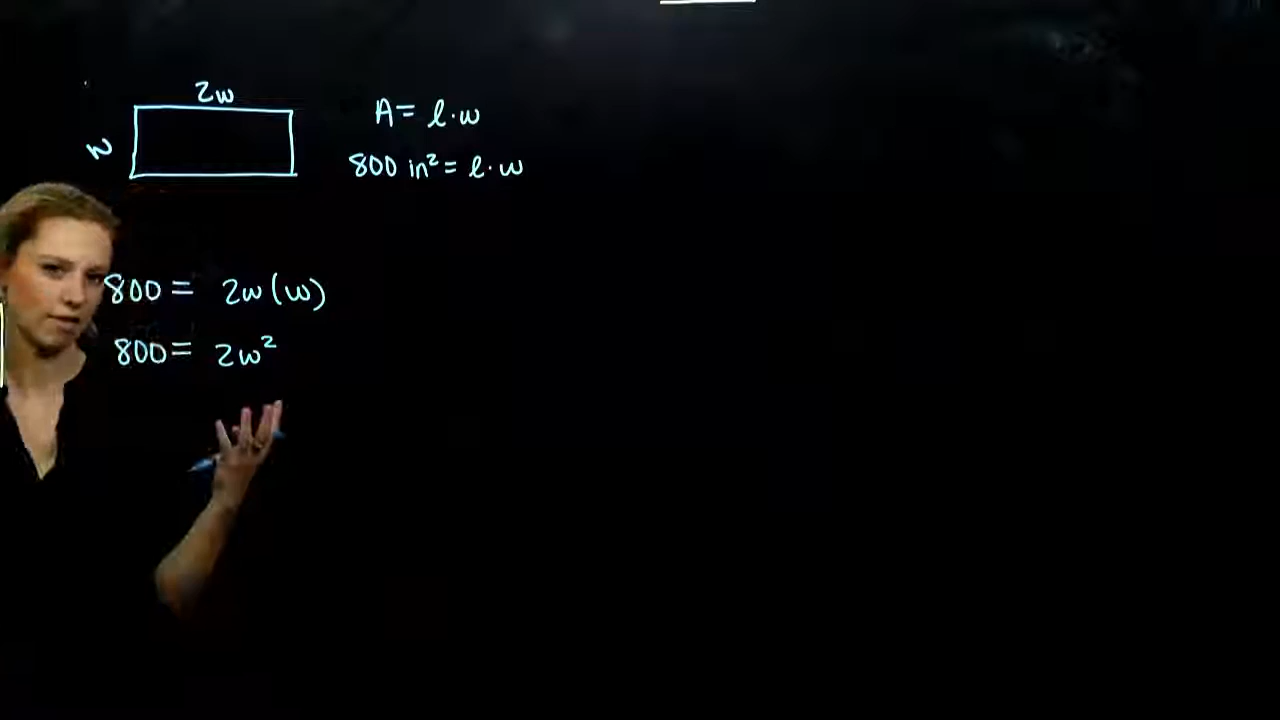 2w
w
A = l·w
800 in² = l·w
800 = 2w(w)
800 = 2w²